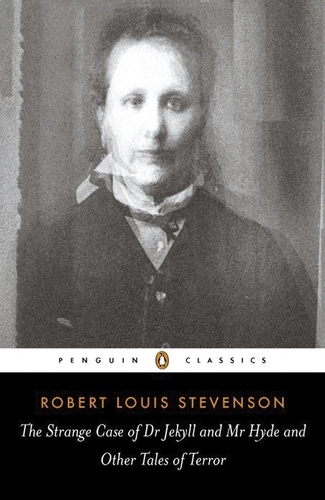 PENGUIN CLASSICS
ROBERT LOUIS STEVENSON
The Strange Case of Dr Jekyll and Mr Hyde and
Other Tales of Terror